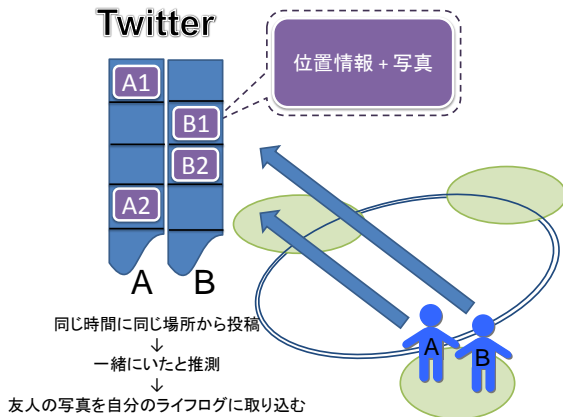 Twitter
位置情報 + 写真
A1
B1
B2
A2
A B
A B
同じ時間に同じ場所から投稿
↓
一緒にいたと推測
↓
友人の写真を自分のライフログに取り込む